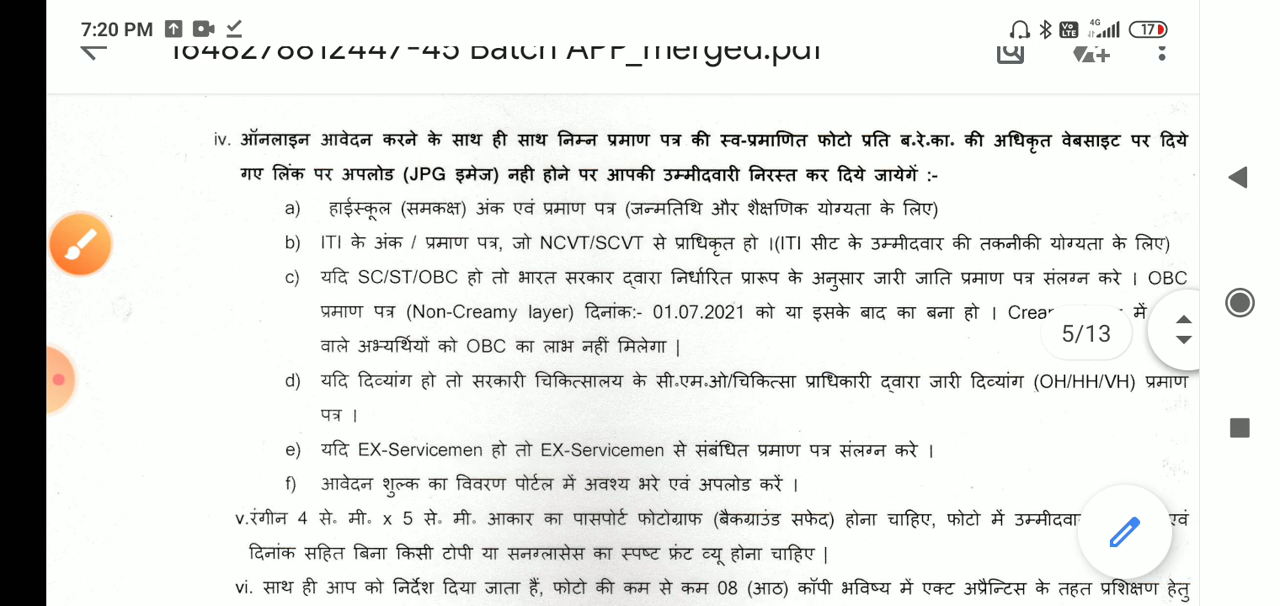 7:20 PM
Vo LTE 4G 17
1648278812447-45 Batch APP_merged.pdf
iv. ऑनलाइन आवेदन करने के साथ ही साथ निम्न प्रमाण पत्र की स्व-प्रमाणित फोटो प्रति ब.रे.का. की अधिकृत वेबसाइट पर दिये
गए लिंक पर अपलोड (JPG इमेज) नही होने पर आपकी उम्मीदवारी निरस्त कर दिये जायेगें :-
a) हाईस्कूल (समकक्ष) अंक एवं प्रमाण पत्र (जन्मतिथि और शैक्षणिक योग्यता के लिए)
b) ITI के अंक / प्रमाण पत्र, जो NCVT/SCVT से प्राधिकृत हो ।(ITI सीट के उम्मीदवार की तकनीकी योग्यता के लिए)
c) यदि SC/ST/OBC हो तो भारत सरकार द्वारा निर्धारित प्रारूप के अनुसार जारी जाति प्रमाण पत्र संलग्न करे । OBC
प्रमाण पत्र (Non-Creamy layer) दिनांक:- 01.07.2021 को या इसके बाद का बना हो । में
5/13
वाले अभ्यर्थियों को OBC का लाभ नहीं मिलेगा |
d) यदि दिव्यांग हो तो सरकारी चिकित्सालय के सी.एम.ओ/चिकित्सा प्राधिकारी द्वारा जारी दिव्यांग (OH/HH/VH) प्रमाण
पत्र ।
e) यदि EX-Servicemen हो तो EX-Servicemen से संबंधित प्रमाण पत्र संलग्न करे ।
f) आवेदन शुल्क का विवरण पोर्टल में अवश्य भरे एवं अपलोड करें ।
v.रंगीन 4 से. मी. x 5 से. मी. आकार का पासपोर्ट फोटोग्राफ (बैकग्राउंड सफेद) होना चाहिए, फोटो में एवं
दिनांक सहित बिना किसी टोपी या सनग्लासेस का स्पष्ट फ्रंट व्यू होना चाहिए |
vi. साथ ही आप को निर्देश दिया जाता हैं, फोटो की कम से कम 08 (आठ) कॉपी भविष्य में एक्ट अप्रैन्टिस के तहत प्रशिक्षण हेतु